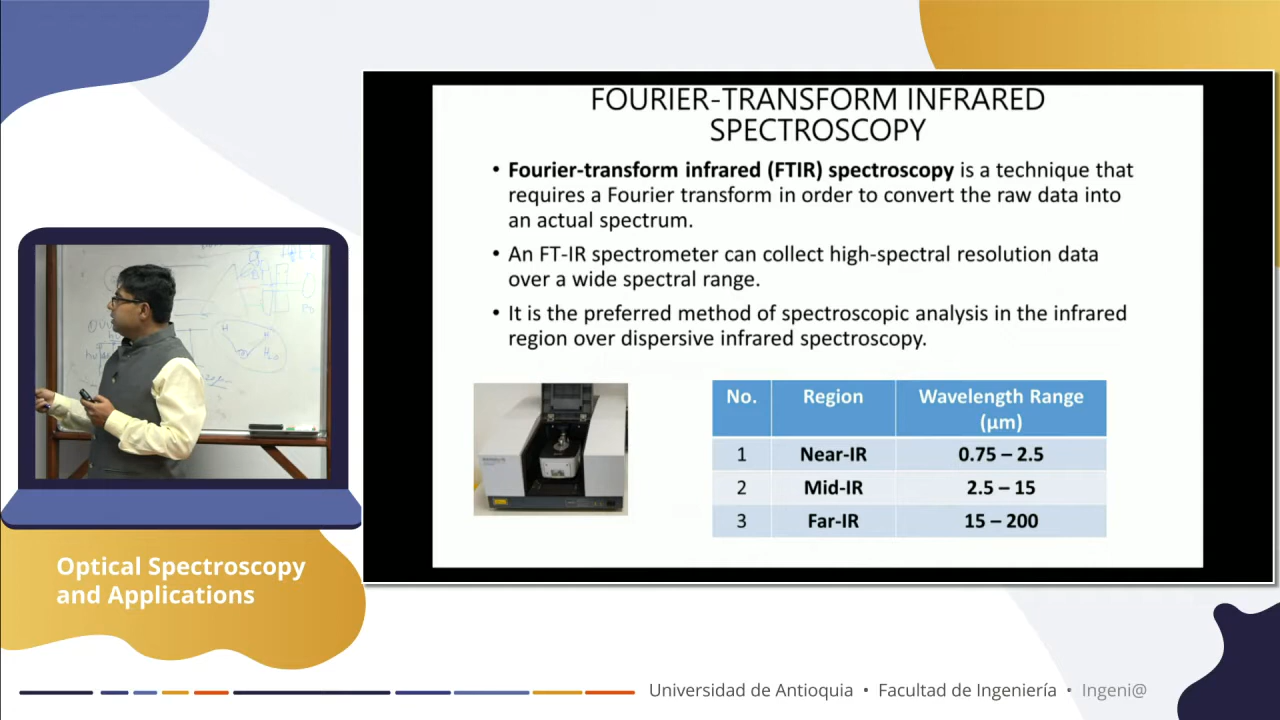 FOURIER-TRANSFORM INFRARED
SPECTROSCOPY
• Fourier-transform infrared (FTIR) spectroscopy is a technique that
requires a Fourier transform in order to convert the raw data into
an actual spectrum.
• An FT-IR spectrometer can collect high-spectral resolution data
over a wide spectral range.
• It is the preferred method of spectroscopic analysis in the infrared
region over dispersive infrared spectroscopy.
No. Region Wavelength Range
(μm)
1 Near-IR 0.75 – 2.5
2 Mid-IR 2.5 – 15
3 Far-IR 15 – 200
Optical Spectroscopy
and Applications
Universidad de Antioquia • Facultad de Ingeniería • Ingeni@